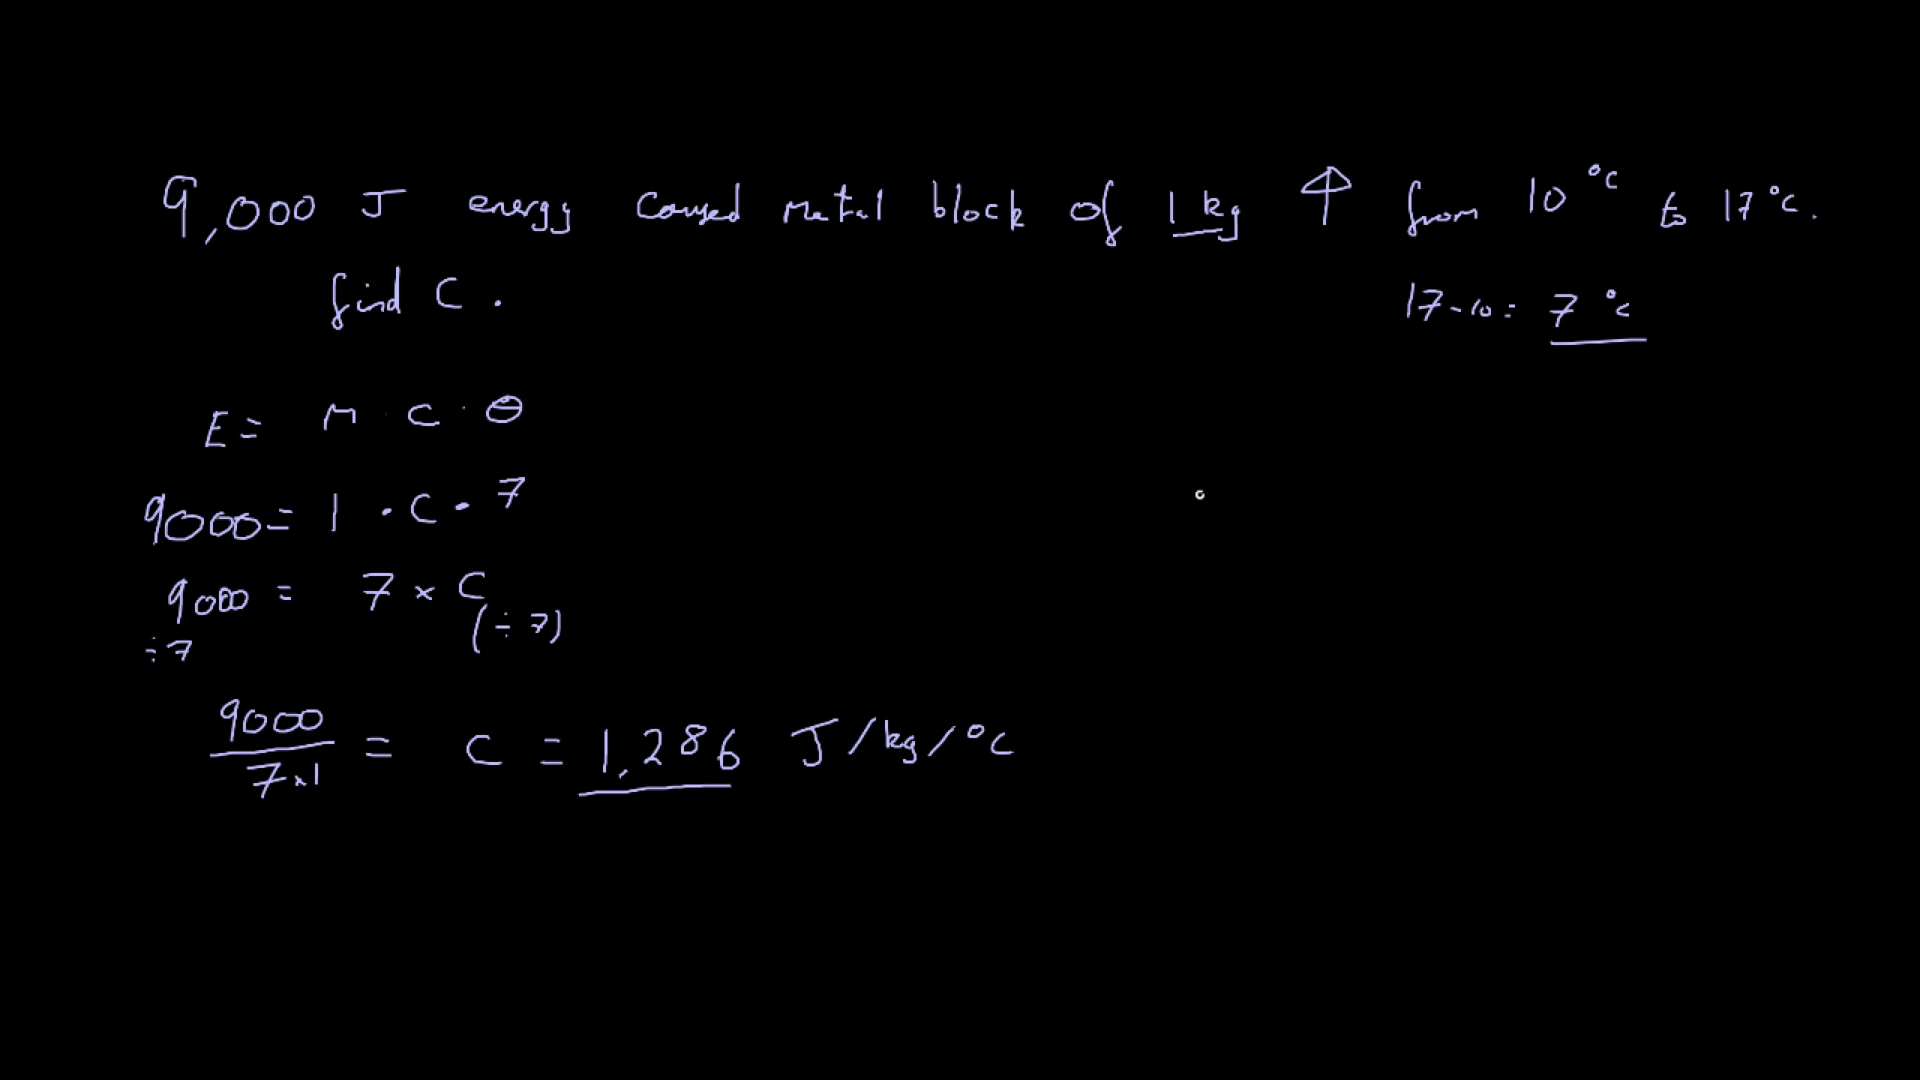 9,000 J energy caused metal block of 1 kg ↑ from 10 °C to 17 °C.
find C.
17-10 = 7 °C
E = M · C · θ
9000 = 1 · C · 7
9000 = 7 × C
÷7 (÷ 7)
9000/7×1 = C = 1,286 J/kg/°C